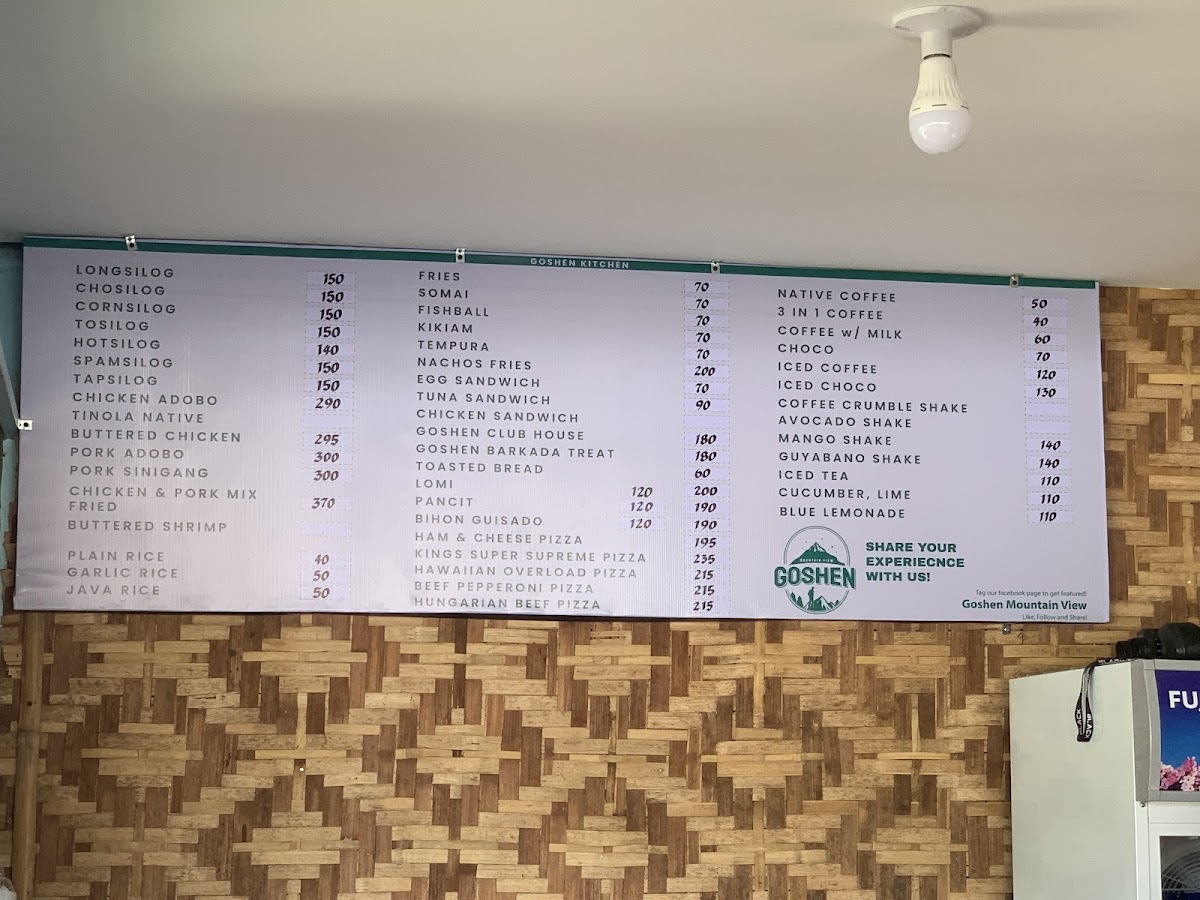 GOSHEN KITCHEN
LONGSILOG 150
CHOSILOG 150
CORNSILOG 150
TOSILOG 150
HOTSILOG 140
SPAMSILOG 150
TAPSILOG 150
CHICKEN ADOBO 290
TINOLA NATIVE
BUTTERED CHICKEN 295
PORK ADOBO 300
PORK SINIGANG 300
CHICKEN & PORK MIX
FRIED 370
BUTTERED SHRIMP
PLAIN RICE 40
GARLIC RICE 50
JAVA RICE 50
FRIES 70
SOMAI 70
FISHBALL 70
KIKIAM 70
TEMPURA 70
NACHOS FRIES 200
EGG SANDWICH 70
TUNA SANDWICH 90
CHICKEN SANDWICH
GOSHEN CLUB HOUSE 180
GOSHEN BARKADA TREAT 180
TOASTED BREAD 60
LOMI 120 200
PANCIT 120 190
BIHON GUISADO 120 190
HAM & CHEESE PIZZA 195
KINGS SUPER SUPREME PIZZA 235
HAWAIIAN OVERLOAD PIZZA 215
BEEF PEPPERONI PIZZA 215
HUNGARIAN BEEF PIZZA 215
NATIVE COFFEE 50
3 IN 1 COFFEE 40
COFFEE w/ MILK 60
CHOCO 70
ICED COFFEE 120
ICED CHOCO 130
COFFEE CRUMBLE SHAKE
AVOCADO SHAKE
MANGO SHAKE 140
GUYABANO SHAKE 140
ICED TEA 110
CUCUMBER, LIME 110
BLUE LEMONADE 110
MOUNTAIN VIEW
GOSHEN
SHARE YOUR
EXPERIECNCE
WITH US!
Tag our facebook page to get featured!
Goshen Mountain View
Like, Follow and Share!
BLACK